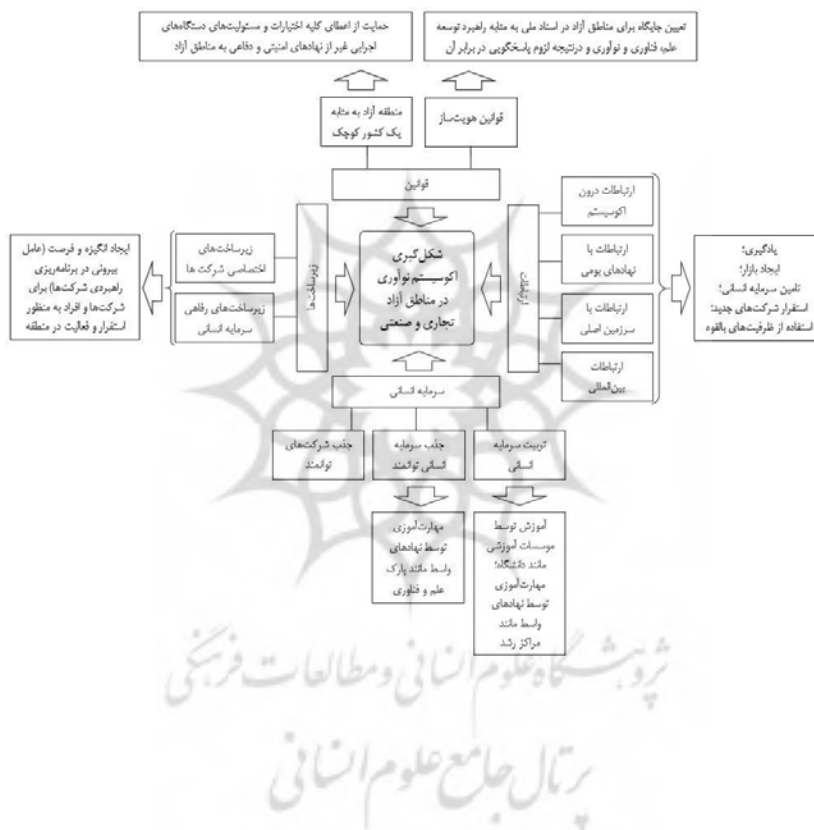 تعیین جایگاه برای مناطق آزاد در اسناد ملی به مثابه راهبرد توسعه
علم، فناوری و نوآوری و درنتیجه لزوم پاسخگویی در برابر آن
حمایت از اعطای کلیه اختیارات و مسئولیت‌های دستگاه‌های
اجرایی غیر از نهادهای امنیتی و دفاعی به مناطق آزاد
قوانین هویت‌ساز
منطقه آزاد به مثابه
یک کشور کوچک
قوانین
ارتباطات درون
اکوسیستم
ارتباطات با
نهادهای بومی
ارتباطات با
سرزمین اصلی
ارتباطات
بین‌المللی
ارتباطات
یادگیری؛
ایجاد بازار؛
تامین سرمایه انسانی؛
استقرار شرکت‌های جدید؛
استفاده از ظرفیت‌های بالقوه
شکل‌گیری
اکوسیستم نوآوری
در مناطق آزاد
تجاری و صنعتی
زیرساخت‌ها
زیرساخت‌های
اختصاصی شرکت ها
زیرساخت‌های رفاهی
سرمایه انسانی
ایجاد انگیزه و فرصت (عامل
بیرونی در برنامه‌ریزی
راهبردی شرکت‌ها) برای
شرکت‌ها و افراد به منظور
استقرار و فعالیت در منطقه
سرمایه انسانی
تربیت سرمایه
انسانی
جذب سرمایه
انسانی توانمند
جذب شرکت‌های
توانمند
آموزش توسط
موسسات آموزشی
مانند دانشگاه؛
مهارت‌آموزی
توسط نهادهای
واسط مانند
مراکز رشد
مهارت‌آموزی
توسط نهادهای
واسط مانند پارک
علم و فناوری
پژوهشگاه علوم انسانی و مطالعات فرهنگی
پرتال جامع علوم انسانی